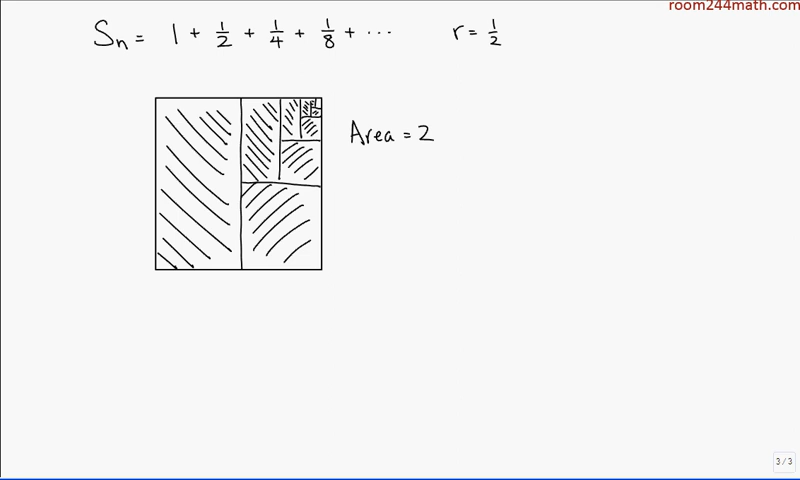 room244math.com
Sₙ = 1 + 1/2 + 1/4 + 1/8 + ··· r = 1/2
Area = 2
3 / 3